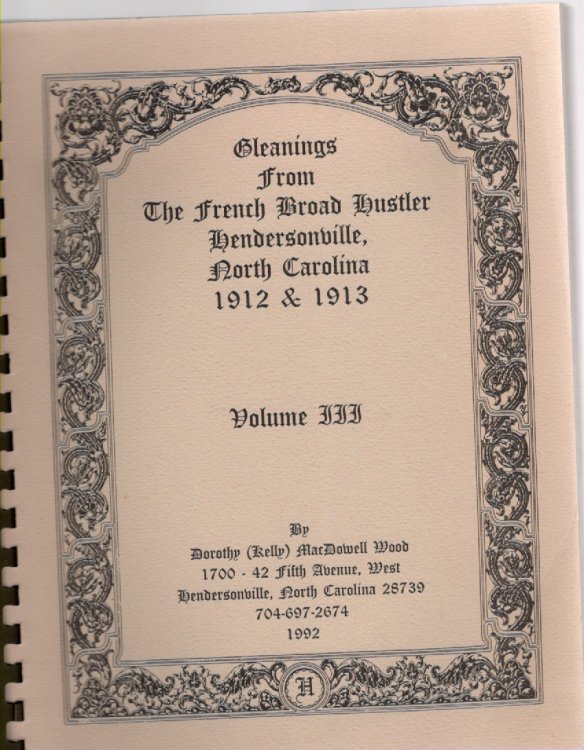 Gleanings
From
The French Broad Hustler
Hendersonville,
North Carolina
1912 & 1913
Volume III
By
Dorothy (Kelly) MacDowell Wood
1700 - 42 Fifth Avenue, West
Hendersonville, North Carolina 28739
704-697-2674
1992
H